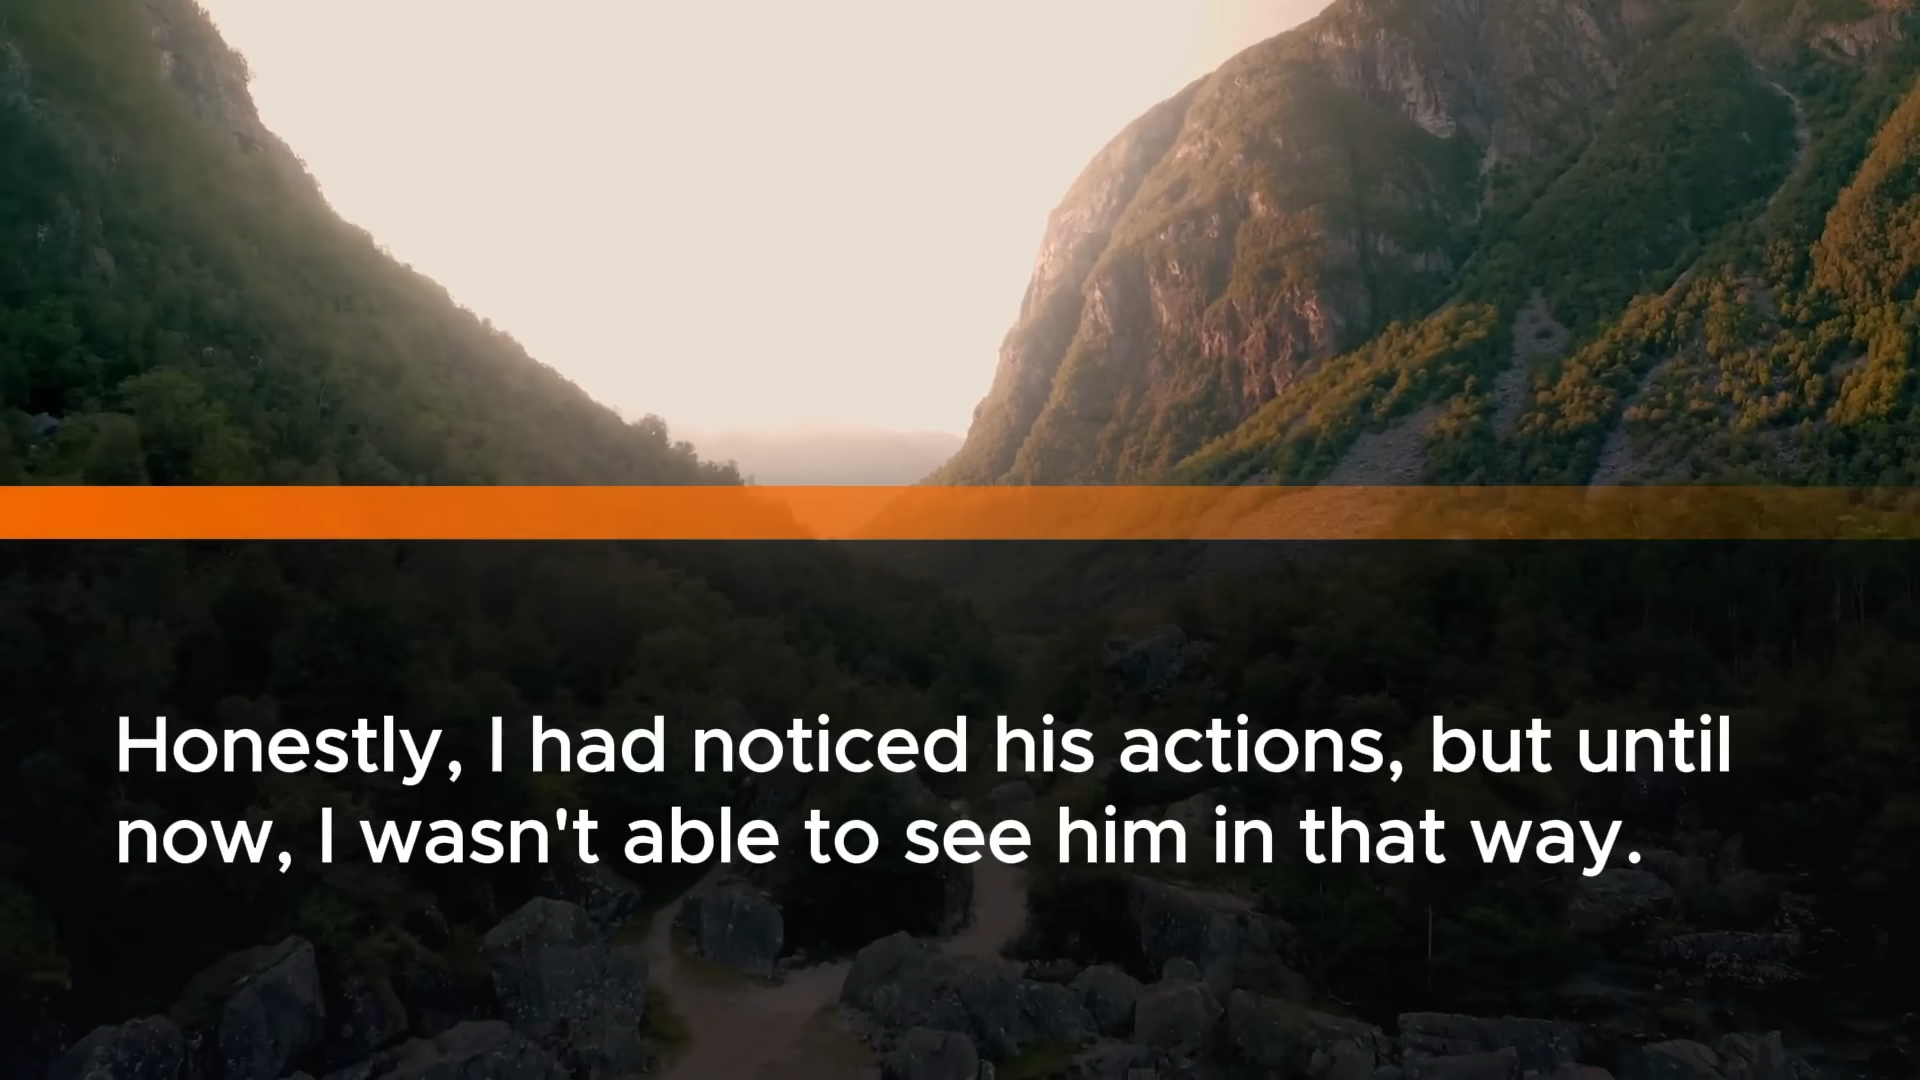 Honestly, I had noticed his actions, but until
now, I wasn't able to see him in that way.